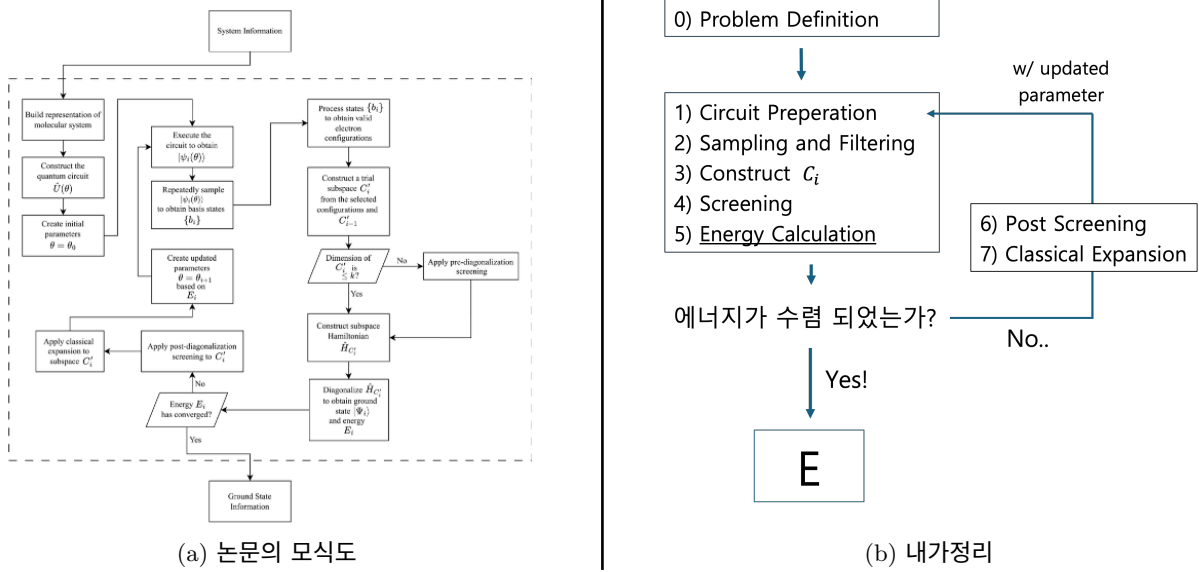 System Information
Build representation of
molecular system
Construct the
quantum circuit
Û(θ)
Create initial
parameters
θ = θ₀
Execute the
circuit to obtain
|ψᵢ(θ)⟩
Repeatedly sample
|ψᵢ(θ)⟩
to obtain basis states
{bᵢ}
Process states {bᵢ}
to obtain valid
electron
configurations
Construct a trial
subspace C′ᵢ
from the selected
configurations and
C′ᵢ₋₁
Dimension of
C′ᵢ is
≤ k?
No
Apply pre-diagonalization
screening
Yes
Construct subspace
Hamiltonian
Ĥ_C′ᵢ
Diagonalize Ĥ_C′ᵢ
to obtain ground
state |Ψᵢ⟩
and energy
Eᵢ
Energy Eᵢ
has converged?
No
Apply post-diagonalization
screening to C′ᵢ
Apply classical
expansion to
subspace C′ᵢ
Create updated
parameters
θ = θᵢ₊₁
based on
Eᵢ
Yes
Ground State
Information
(a) 논문의 모식도
0) Problem Definition
1) Circuit Preperation
2) Sampling and Filtering
3) Construct Cᵢ
4) Screening
5) Energy Calculation
w/ updated
parameter
6) Post Screening
7) Classical Expansion
에너지가 수렴 되었는가?
No..
Yes!
E
(b) 내가정리